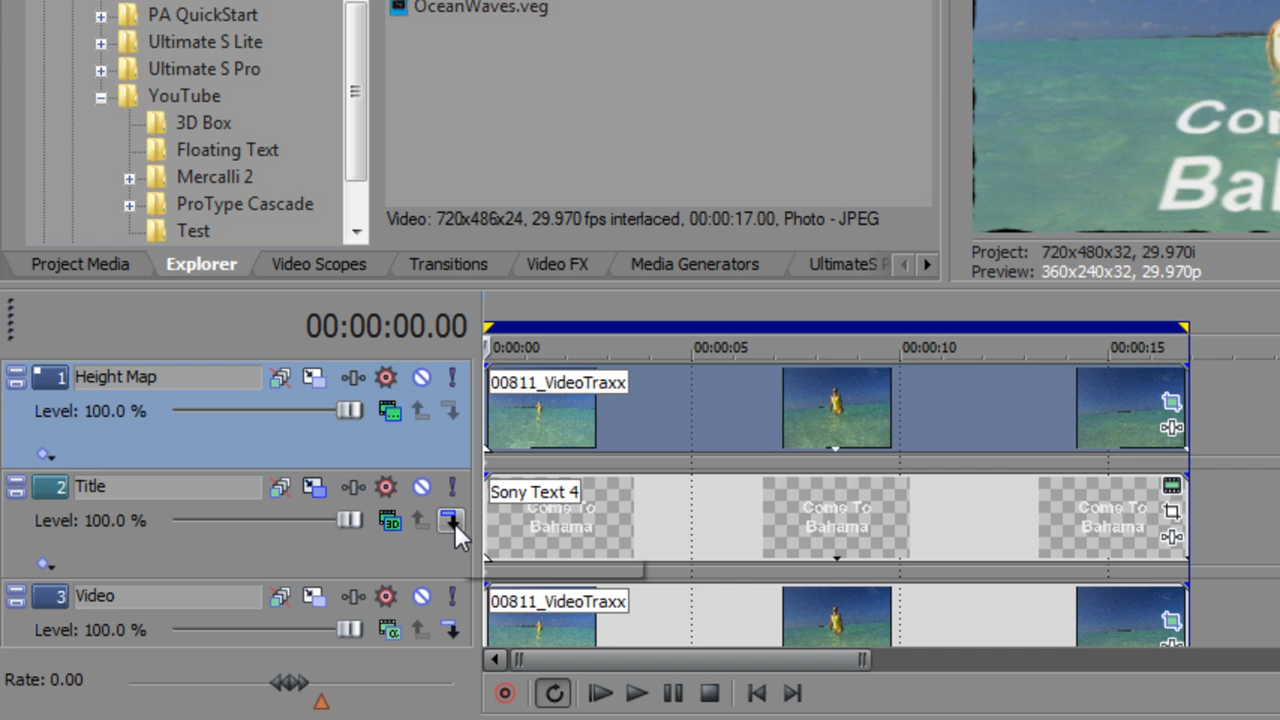 PA QuickStart
Ultimate S Lite
Ultimate S Pro
YouTube
3D Box
Floating Text
Mercalli 2
ProType Cascade
Test
OceanWaves.veg
Video: 720x486x24, 29.970 fps interlaced, 00:00:17.00, Photo - JPEG
Project Media
Explorer
Video Scopes
Transitions
Video FX
Media Generators
UltimateS P
Com
Bah
Project: 720x480x32, 29.970i
Preview: 360x240x32, 29.970p
00:00:00.00
0:00:00
00:00:05
00:00:10
00:00:15
1
Height Map
Level: 100.0 %
00811_VideoTraxx
2
Title
Level: 100.0 %
3D
Sony Text 4
Come To
Bahama
Come To
Bahama
Come To
Bahama
3
Video
Level: 100.0 %
00811_VideoTraxx
Rate: 0.00